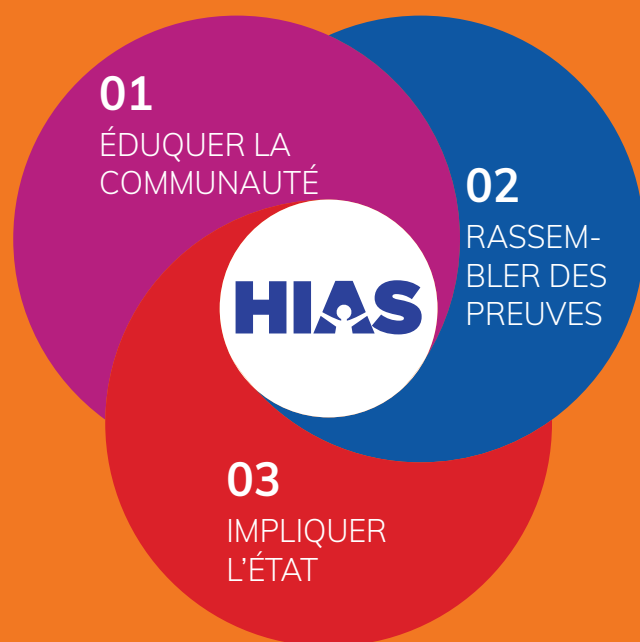 01
ÉDUQUER LA
COMMUNAUTÉ
02
RASSEM-
BLER DES
PREUVES
HIAS
03
IMPLIQUER
L’ÉTAT